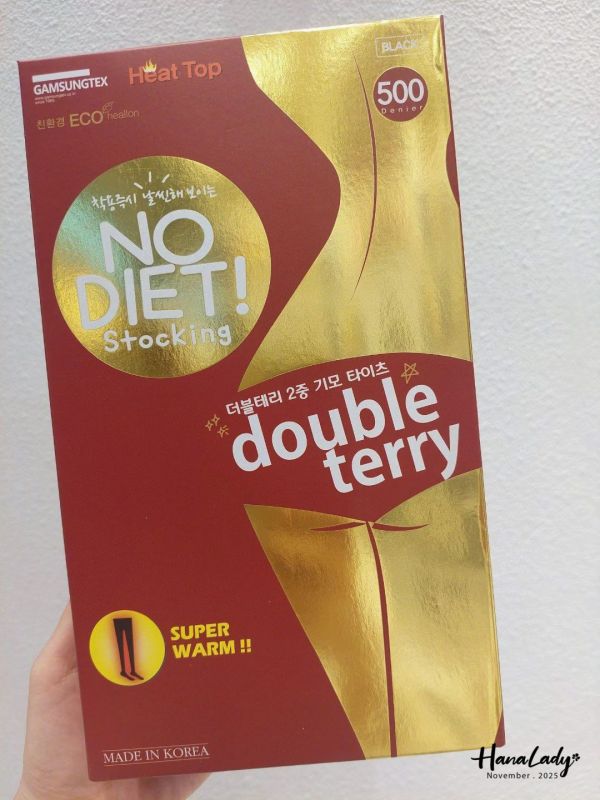 GAMSUNGTEX
Heat Top
BLACK
친환경 ECO healton
500
Denier
착용즉시 날씬해 보이는
NO
DIET!
Stocking
더블테리 2중 기모 타이츠
double
terry
SUPER
WARM !!
MADE IN KOREA
HanaLady
November . 2025